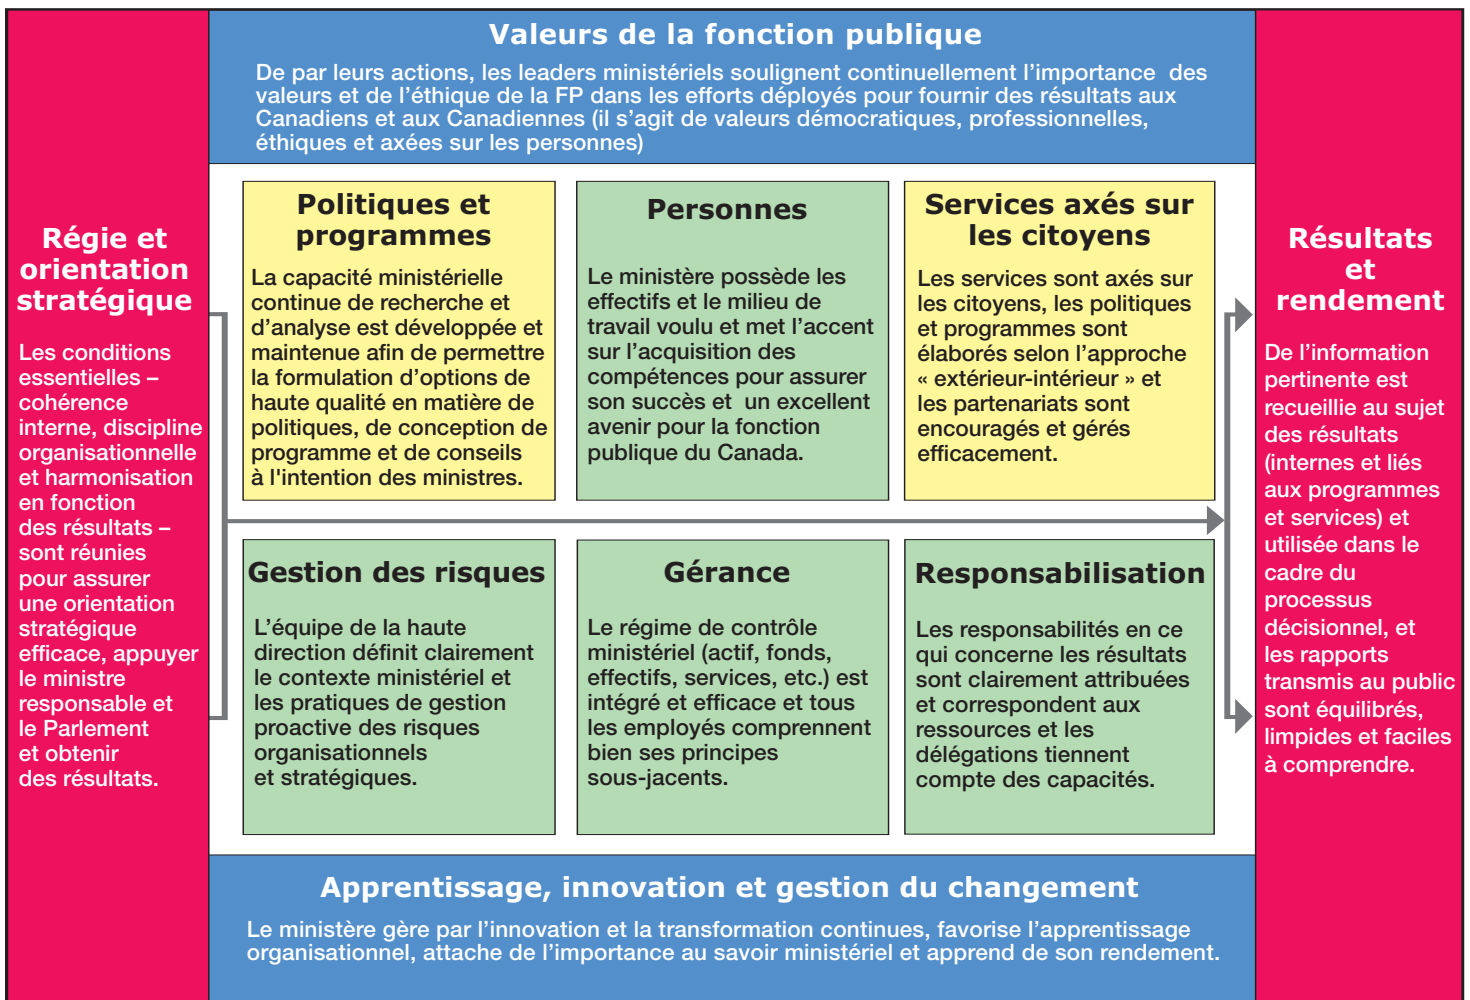 Valeurs de la fonction publique
De par leurs actions, les leaders ministériels soulignent continuellement l’importance des
valeurs et de l’éthique de la FP dans les efforts déployés pour fournir des résultats aux
Canadiens et aux Canadiennes (il s’agit de valeurs démocratiques, professionnelles,
éthiques et axées sur les personnes)
Régie et
orientation
stratégique
Les conditions
essentielles –
cohérence
interne, discipline
organisationnelle
et harmonisation
en fonction
des résultats –
sont réunies
pour assurer
une orientation
stratégique
efficace, appuyer
le ministre
responsable et
le Parlement
et obtenir
des résultats.
Politiques et
programmes
La capacité ministérielle
continue de recherche et
d’analyse est développée et
maintenue afin de permettre
la formulation d’options de
haute qualité en matière de
politiques, de conception de
programme et de conseils
à l'intention des ministres.
Personnes
Le ministère possède les
effectifs et le milieu de
travail voulu et met l’accent
sur l’acquisition des
compétences pour assurer
son succès et un excellent
avenir pour la fonction
publique du Canada.
Services axés sur
les citoyens
Les services sont axés sur
les citoyens, les politiques
et programmes sont
élaborés selon l’approche
« extérieur-intérieur » et
les partenariats sont
encouragés et gérés
efficacement.
Gestion des risques
L’équipe de la haute
direction définit clairement
le contexte ministériel et
les pratiques de gestion
proactive des risques
organisationnels
et stratégiques.
Gérance
Le régime de contrôle
ministériel (actif, fonds,
effectifs, services, etc.) est
intégré et efficace et tous
les employés comprennent
bien ses principes
sous-jacents.
Responsabilisation
Les responsabilités en ce
qui concerne les résultats
sont clairement attribuées
et correspondent aux
ressources et les
délégations tiennent
compte des capacités.
Résultats
et
rendement
De l’information
pertinente est
recueillie au sujet
des résultats
(internes et liés
aux programmes
et services) et
utilisée dans le
cadre du
processus
décisionnel, et
les rapports
transmis au public
sont équilibrés,
limpides et faciles
à comprendre.
Apprentissage, innovation et gestion du changement
Le ministère gère par l’innovation et la transformation continues, favorise l’apprentissage
organisationnel, attache de l’importance au savoir ministériel et apprend de son rendement.